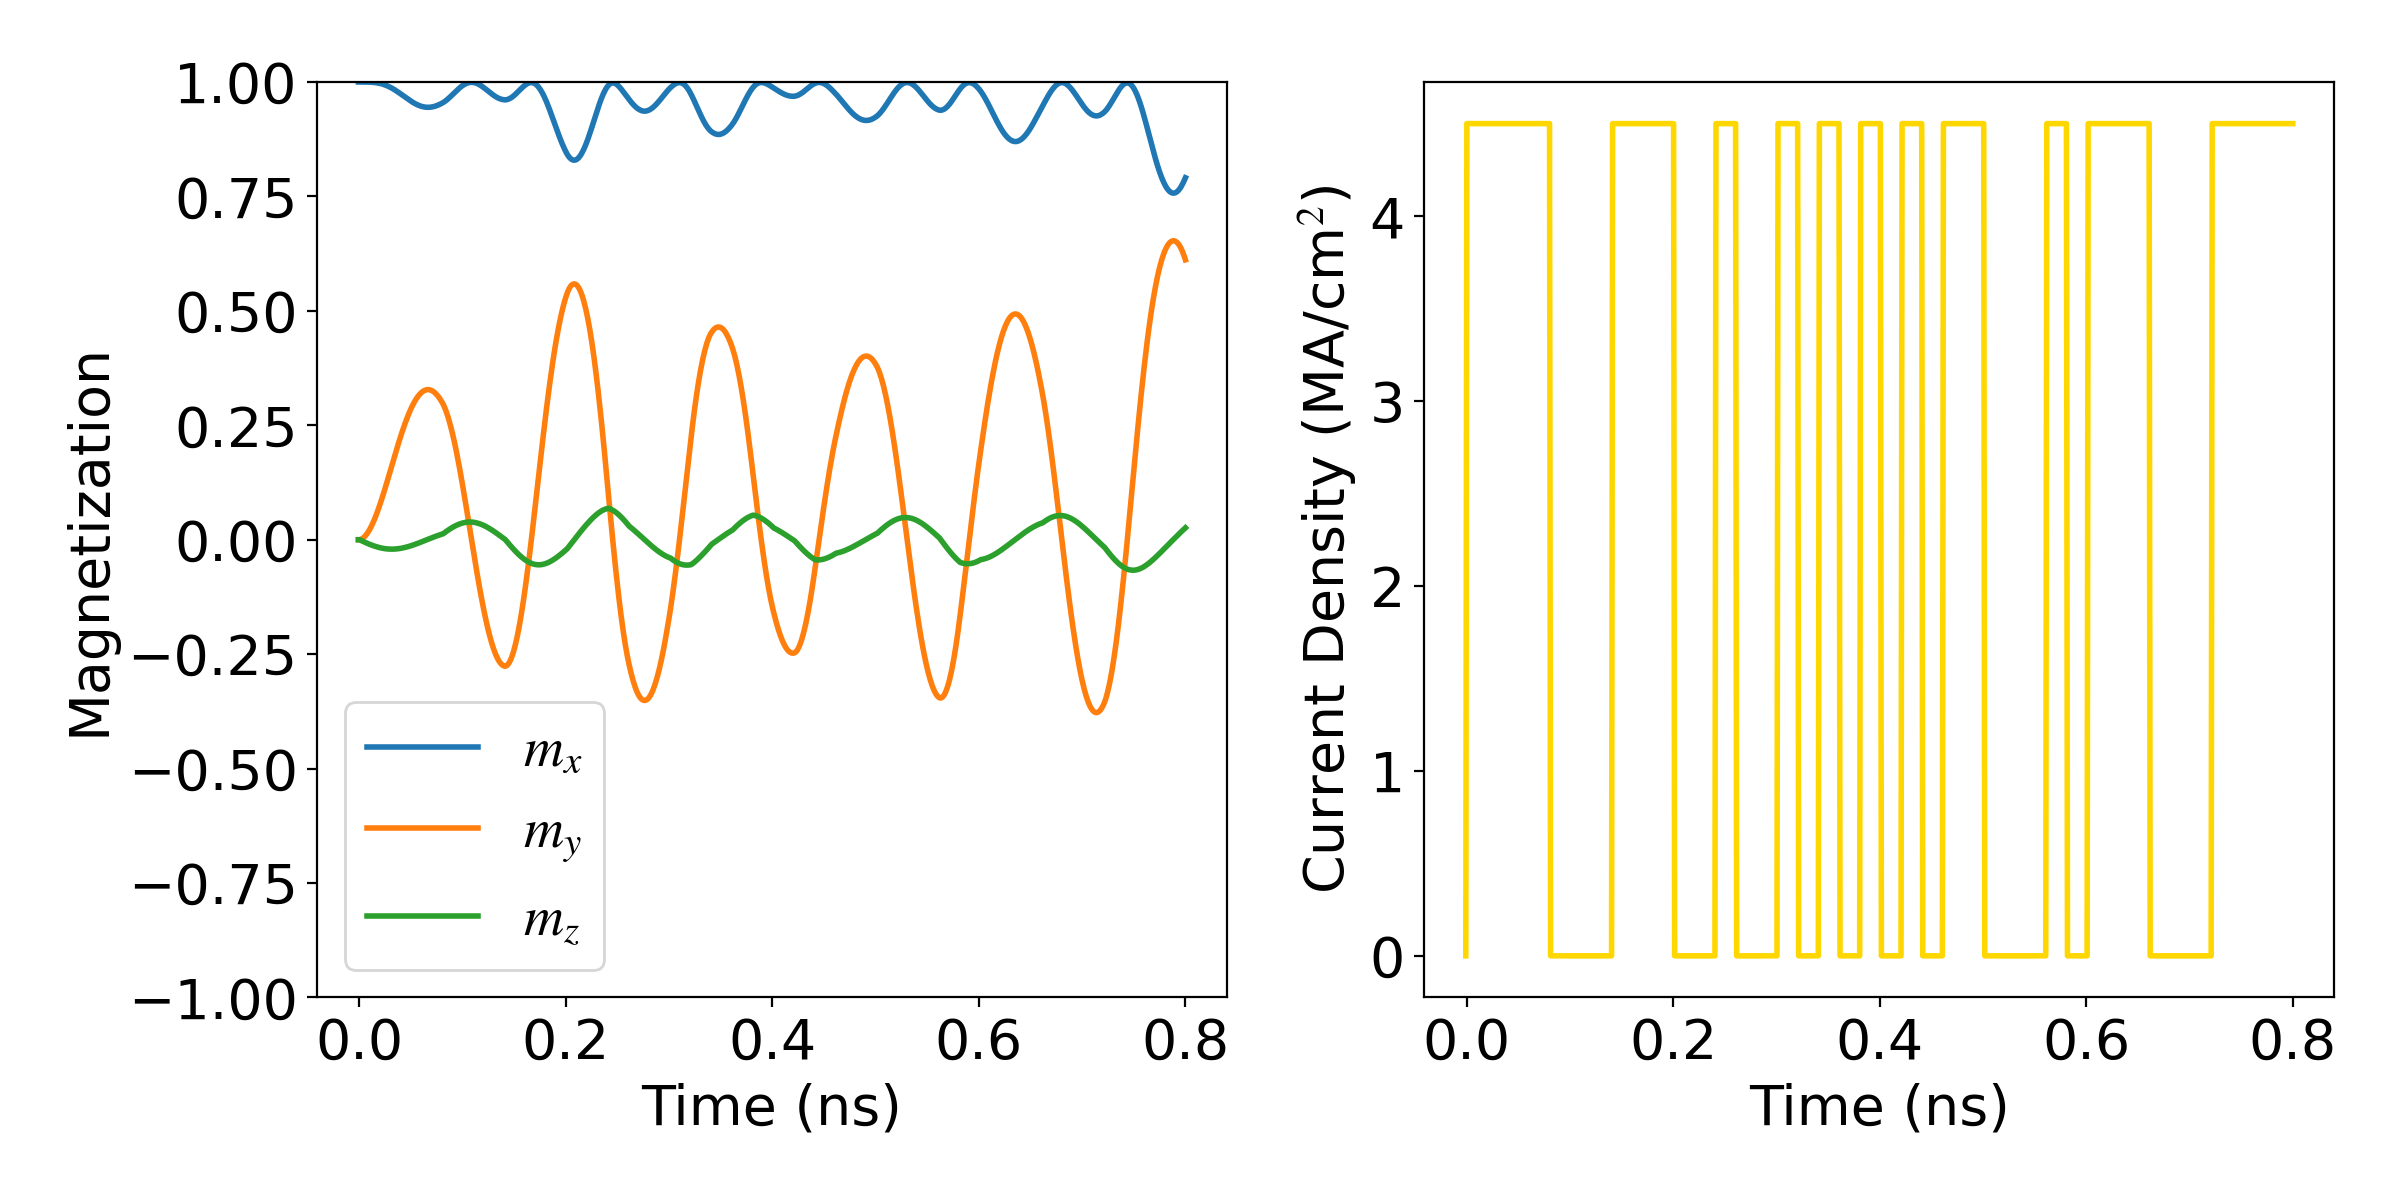 Magnetization
1.00
0.75
0.50
0.25
0.00
−0.25
−0.50
−0.75
−1.00
0.0 0.2 0.4 0.6 0.8
Time (ns)
m_x
m_y
m_z
Current Density (MA/cm²)
4
3
2
1
0
0.0 0.2 0.4 0.6 0.8
Time (ns)